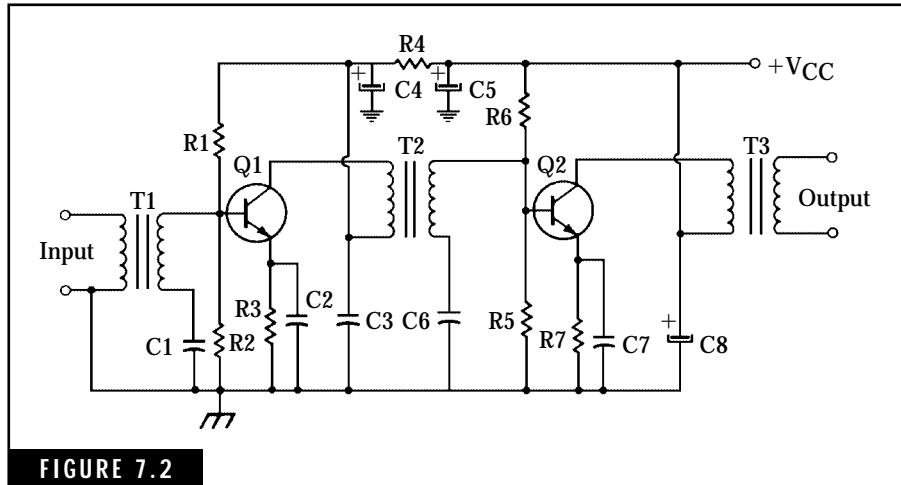 R4
+
C4
+
C5
+VCC
R1
R6
Q1
T2
Q2
T3
T1
Input
Output
R3
C2
C3
C6
R5
R7
C7
+
C8
C1
R2
FIGURE 7.2